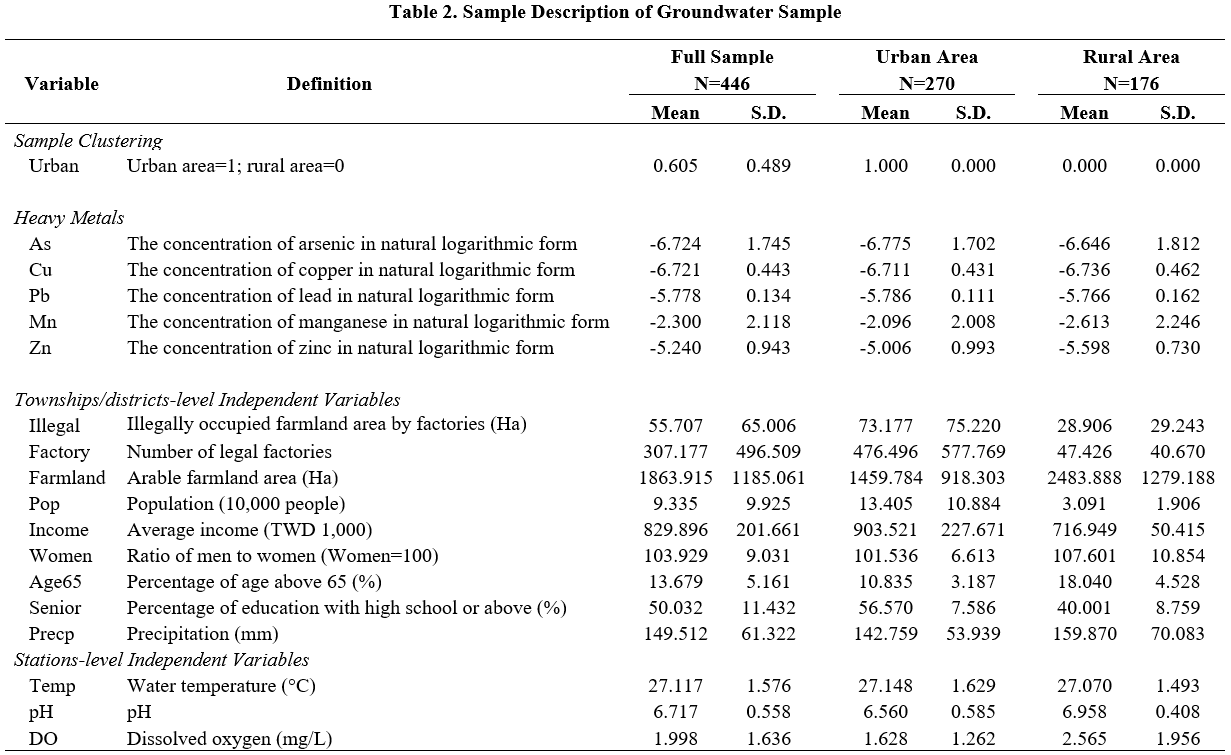 Table 2. Sample Description of Groundwater Sample
Full Sample Urban Area Rural Area
Variable Definition N=446 N=270 N=176
Mean S.D. Mean S.D. Mean S.D.
Sample Clustering
Urban Urban area=1; rural area=0 0.605 0.489 1.000 0.000 0.000 0.000
Heavy Metals
As The concentration of arsenic in natural logarithmic form -6.724 1.745 -6.775 1.702 -6.646 1.812
Cu The concentration of copper in natural logarithmic form -6.721 0.443 -6.711 0.431 -6.736 0.462
Pb The concentration of lead in natural logarithmic form -5.778 0.134 -5.786 0.111 -5.766 0.162
Mn The concentration of manganese in natural logarithmic form -2.300 2.118 -2.096 2.008 -2.613 2.246
Zn The concentration of zinc in natural logarithmic form -5.240 0.943 -5.006 0.993 -5.598 0.730
Townships/districts-level Independent Variables
Illegal Illegally occupied farmland area by factories (Ha) 55.707 65.006 73.177 75.220 28.906 29.243
Factory Number of legal factories 307.177 496.509 476.496 577.769 47.426 40.670
Farmland Arable farmland area (Ha) 1863.915 1185.061 1459.784 918.303 2483.888 1279.188
Pop Population (10,000 people) 9.335 9.925 13.405 10.884 3.091 1.906
Income Average income (TWD 1,000) 829.896 201.661 903.521 227.671 716.949 50.415
Women Ratio of men to women (Women=100) 103.929 9.031 101.536 6.613 107.601 10.854
Age65 Percentage of age above 65 (%) 13.679 5.161 10.835 3.187 18.040 4.528
Senior Percentage of education with high school or above (%) 50.032 11.432 56.570 7.586 40.001 8.759
Precp Precipitation (mm) 149.512 61.322 142.759 53.939 159.870 70.083
Stations-level Independent Variables
Temp Water temperature (°C) 27.117 1.576 27.148 1.629 27.070 1.493
pH pH 6.717 0.558 6.560 0.585 6.958 0.408
DO Dissolved oxygen (mg/L) 1.998 1.636 1.628 1.262 2.565 1.956